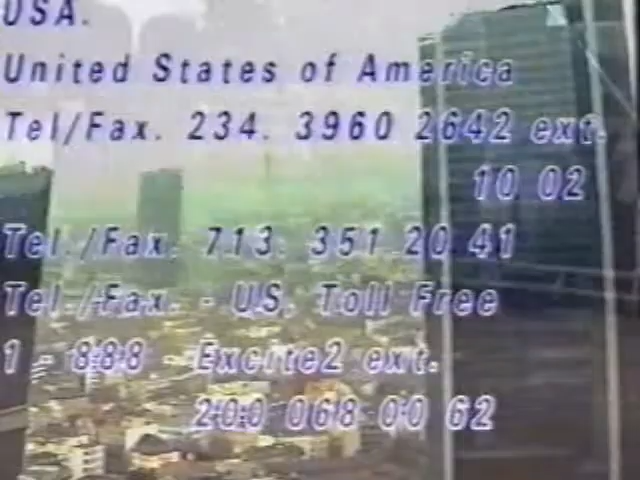 USA.
United States of America
Tel/Fax. 234. 3960 2642 ext.
10 02
Tel./Fax. 713. 351 20 41
Tel./Fax. - US. Toll Free
1 - 888 - Excite2 ext.
200 068 00 62